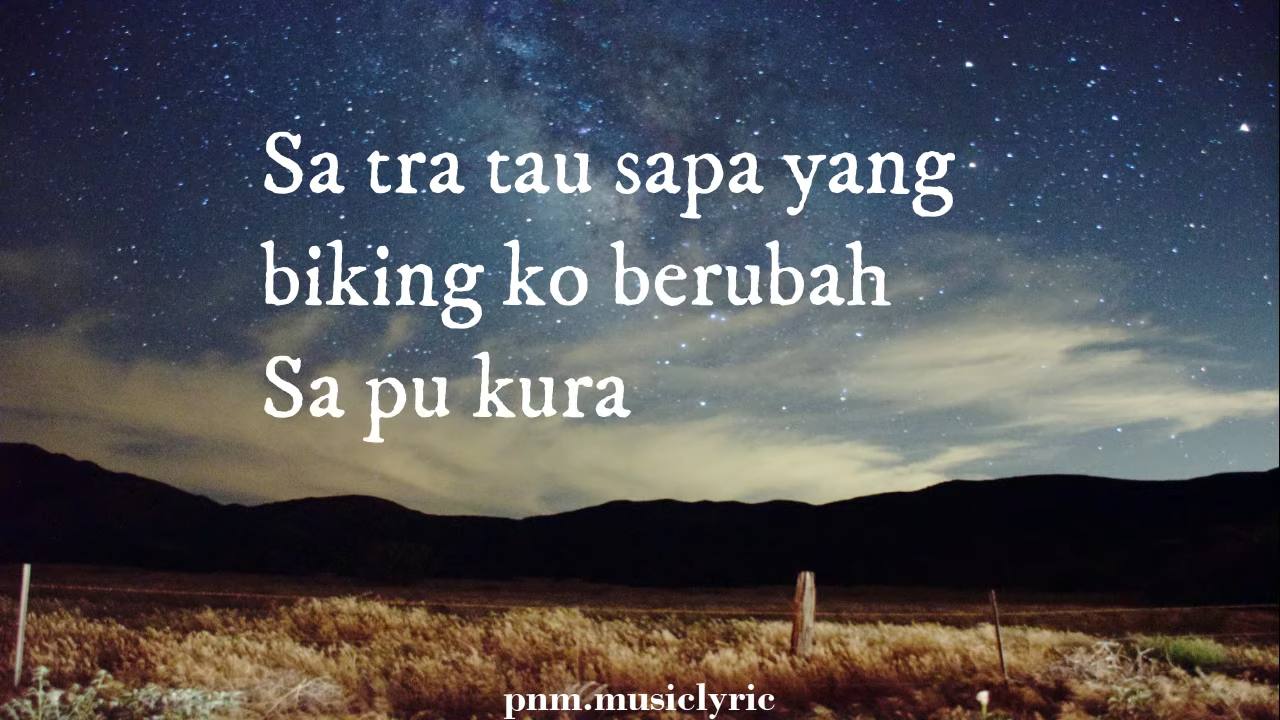 Sa tra tau sapa yang
biking ko berubah
Sa pu kura
pnm.musiclyric